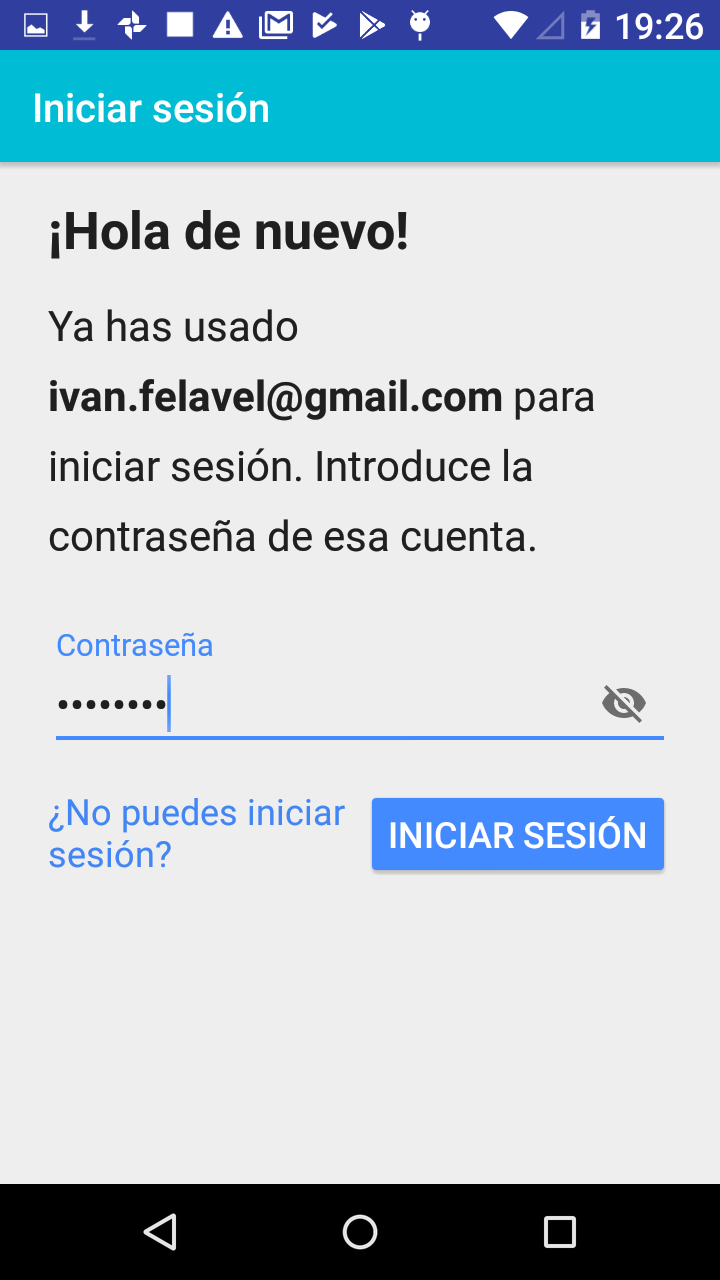 19:26
Iniciar sesión
¡Hola de nuevo!
Ya has usado
ivan.felavel@gmail.com para
iniciar sesión. Introduce la
contraseña de esa cuenta.
Contraseña
••••••••
¿No puedes iniciar
sesión?
INICIAR SESIÓN